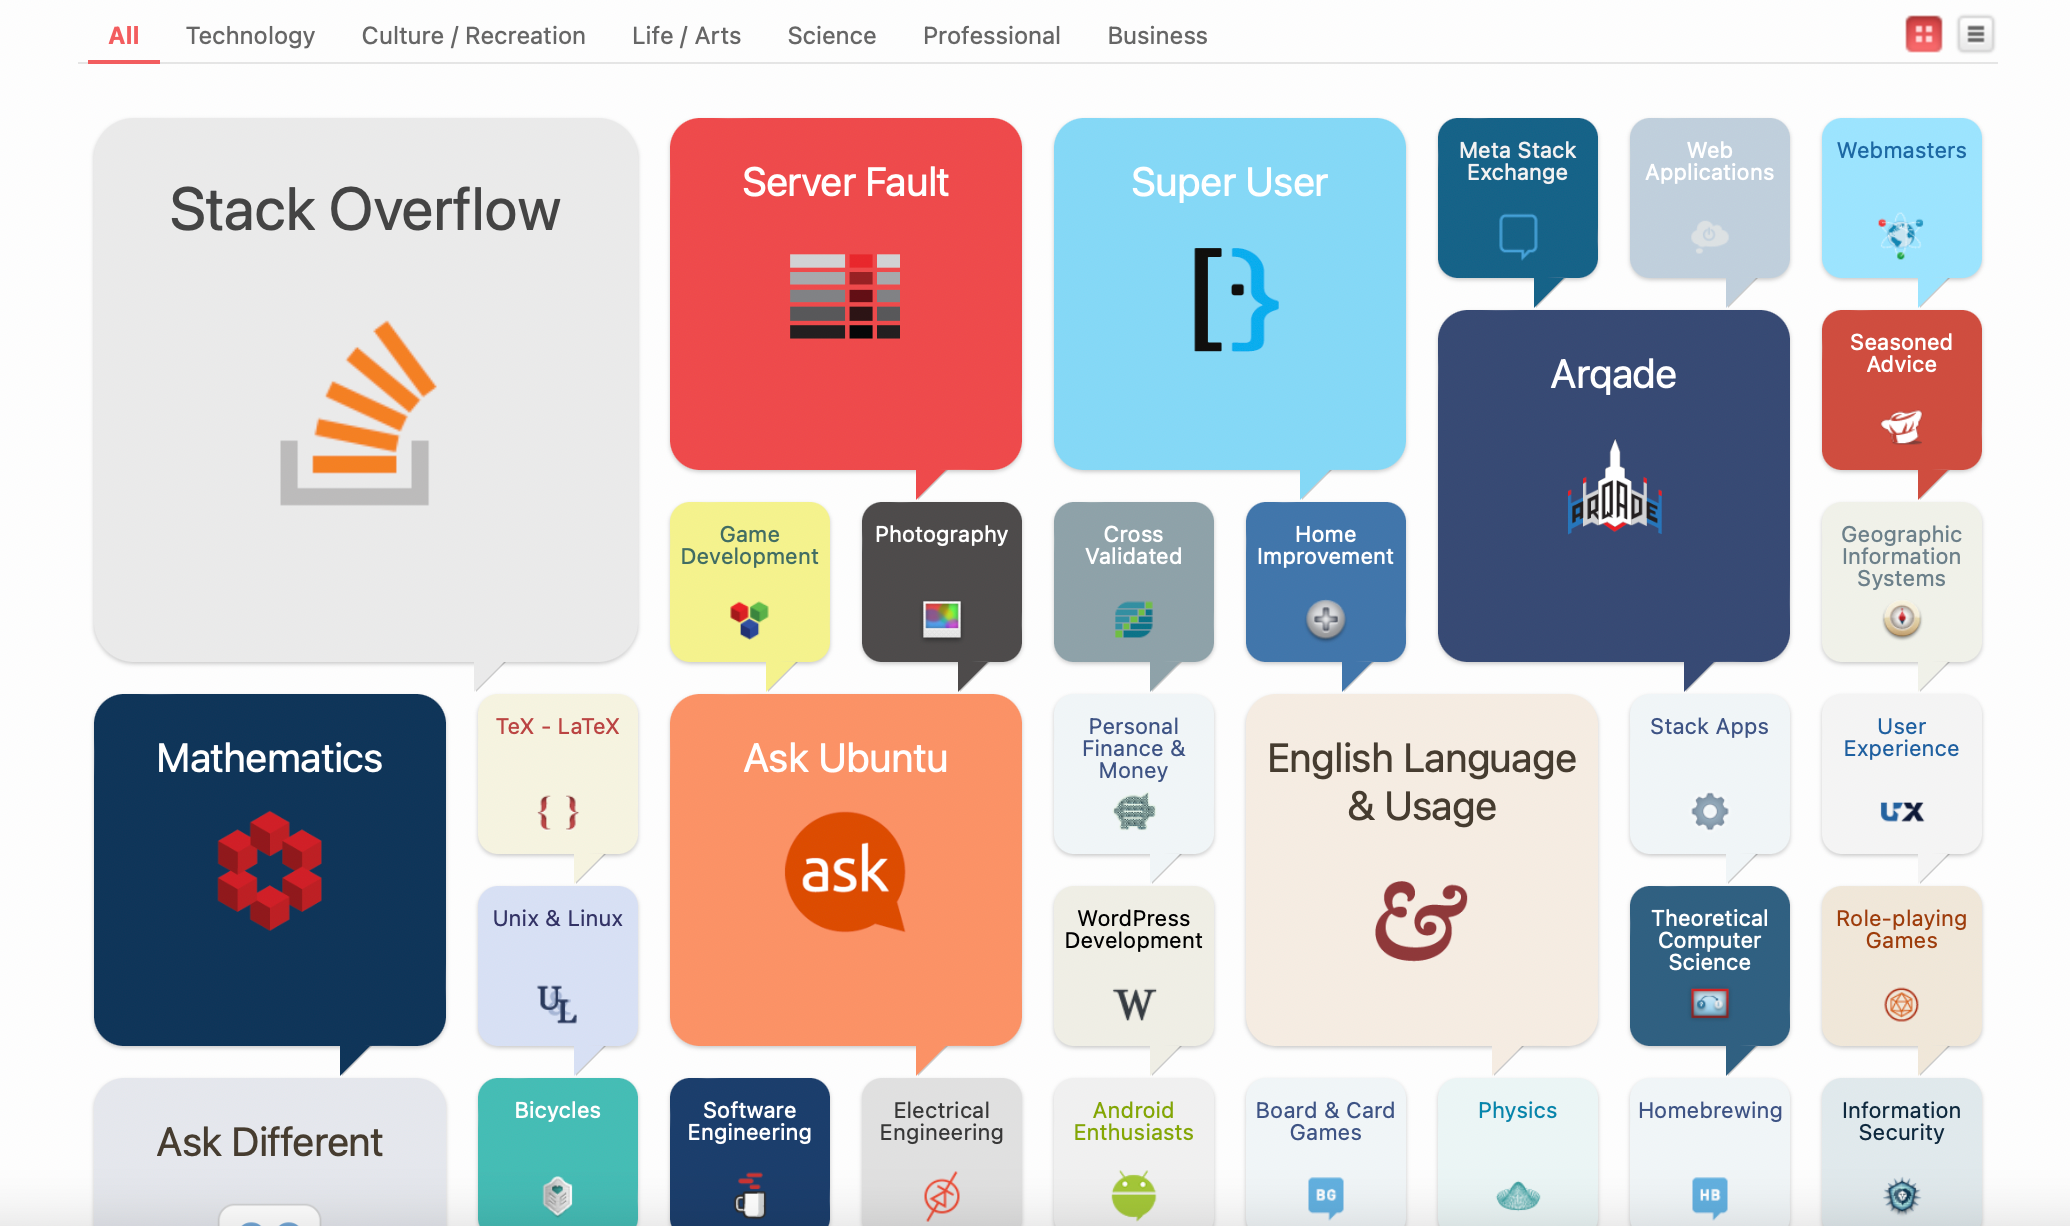 All
Technology
Culture / Recreation
Life / Arts
Science
Professional
Business
Stack Overflow
Server Fault
Super User
Meta Stack
Exchange
Web
Applications
Webmasters
Arqade
ARQADE
Seasoned
Advice
Game
Development
Photography
Cross
Validated
Home
Improvement
Geographic
Information
Systems
Mathematics
TeX - LaTeX
{ }
Ask Ubuntu
ask
Personal
Finance &
Money
English Language
& Usage
&
Stack Apps
User
Experience
UX
Unix & Linux
UL
WordPress
Development
W
Theoretical
Computer
Science
Role-playing
Games
Ask Different
Bicycles
Software
Engineering
Electrical
Engineering
Android
Enthusiasts
Board & Card
Games
BG
Physics
Homebrewing
HB
Information
Security